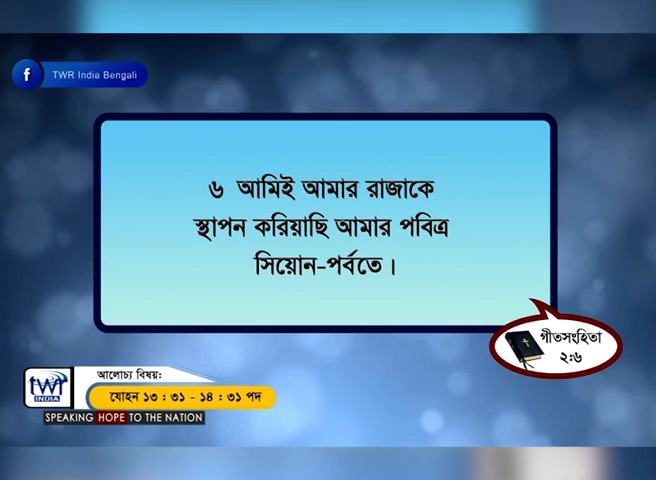 f TWR India Bengali
৬ আমিই আমার রাজাকে
স্থাপন করিয়াছি আমার পবিত্র
সিয়োন-পর্বতে।
গীতসংহিতা
২:৬
আলোচ্য বিষয়:
যোহন ১৩ : ৩১ - ১৪ : ৩১ পদ
twr
INDIA
SPEAKING HOPE TO THE NATION